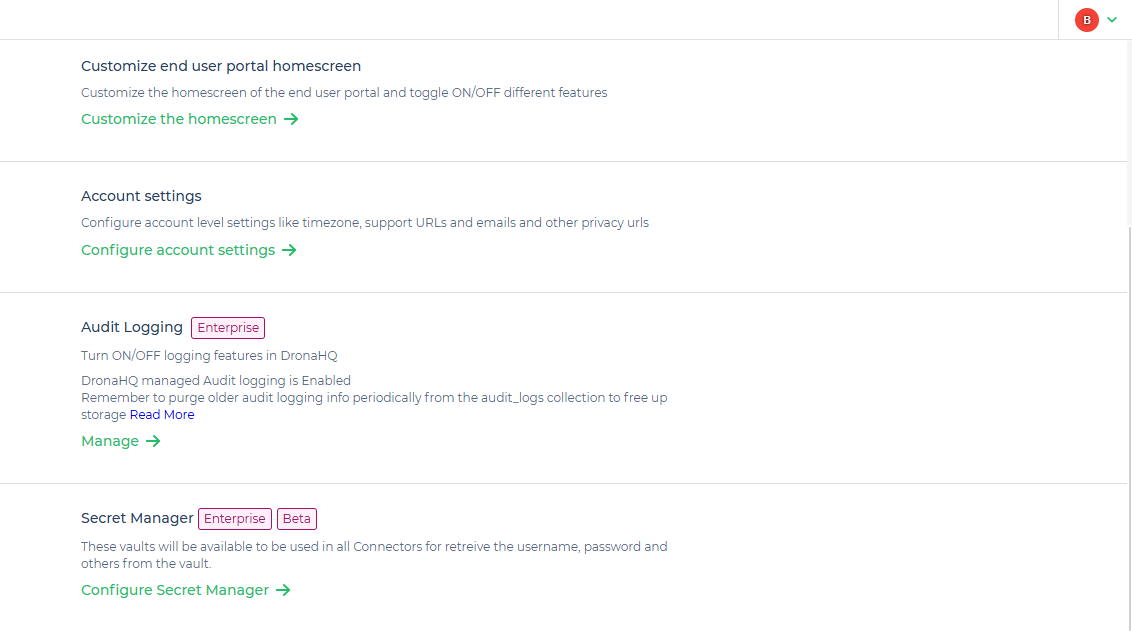 B
Customize end user portal homescreen
Customize the homescreen of the end user portal and toggle ON/OFF different features
Customize the homescreen →
Account settings
Configure account level settings like timezone, support URLs and emails and other privacy urls
Configure account settings →
Audit Logging Enterprise
Turn ON/OFF logging features in DronaHQ
DronaHQ managed Audit logging is Enabled
Remember to purge older audit logging info periodically from the audit_logs collection to free up
storage Read More
Manage →
Secret Manager Enterprise Beta
These vaults will be available to be used in all Connectors for retreive the username, password and
others from the vault.
Configure Secret Manager →